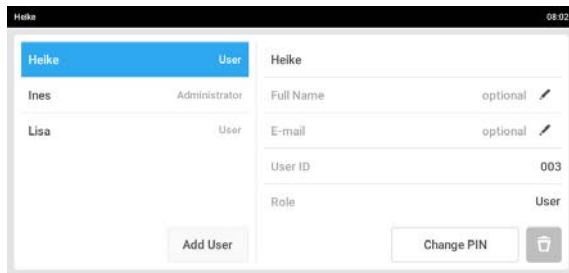 Heike 08:02
Heike User
Ines Administrator
Lisa User
Add User
Heike
Full Name optional
E-mail optional
User ID 003
Role User
Change PIN